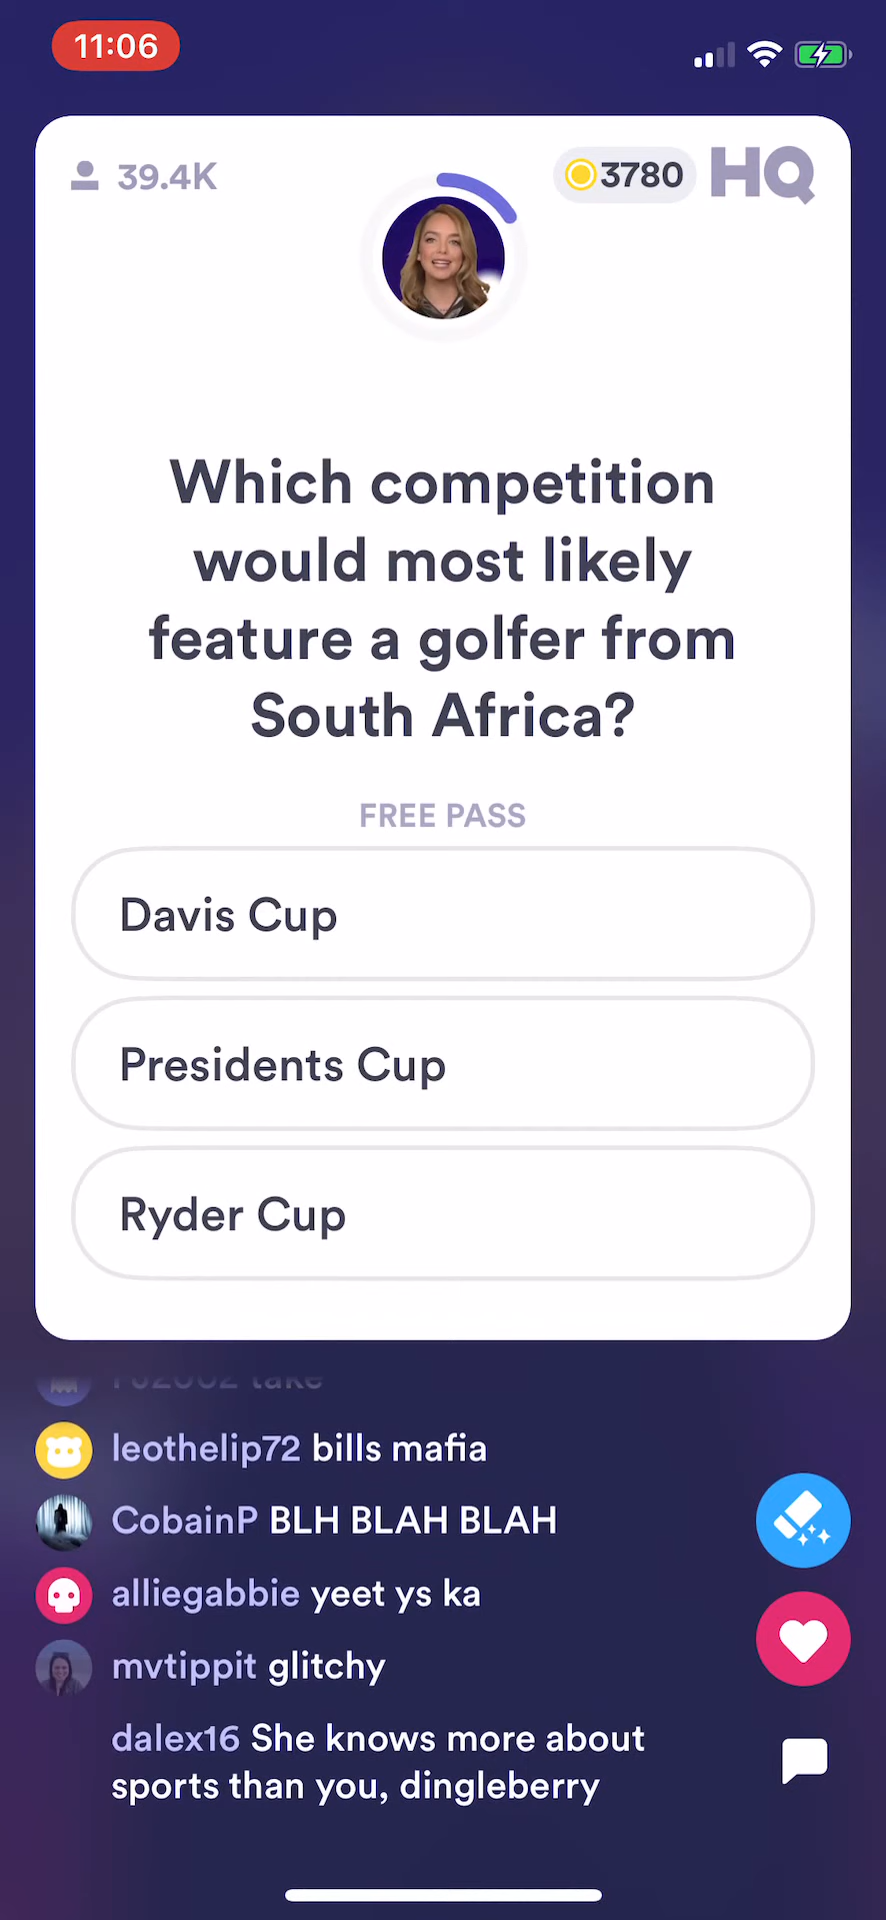 11:06
39.4K
3780
HQ
Which competition
would most likely
feature a golfer from
South Africa?
FREE PASS
Davis Cup
Presidents Cup
Ryder Cup
take
leothelip72 bills mafia
CobainP BLH BLAH BLAH
alliegabbie yeet ys ka
mvtippit glitchy
dalex16 She knows more about
sports than you, dingleberry